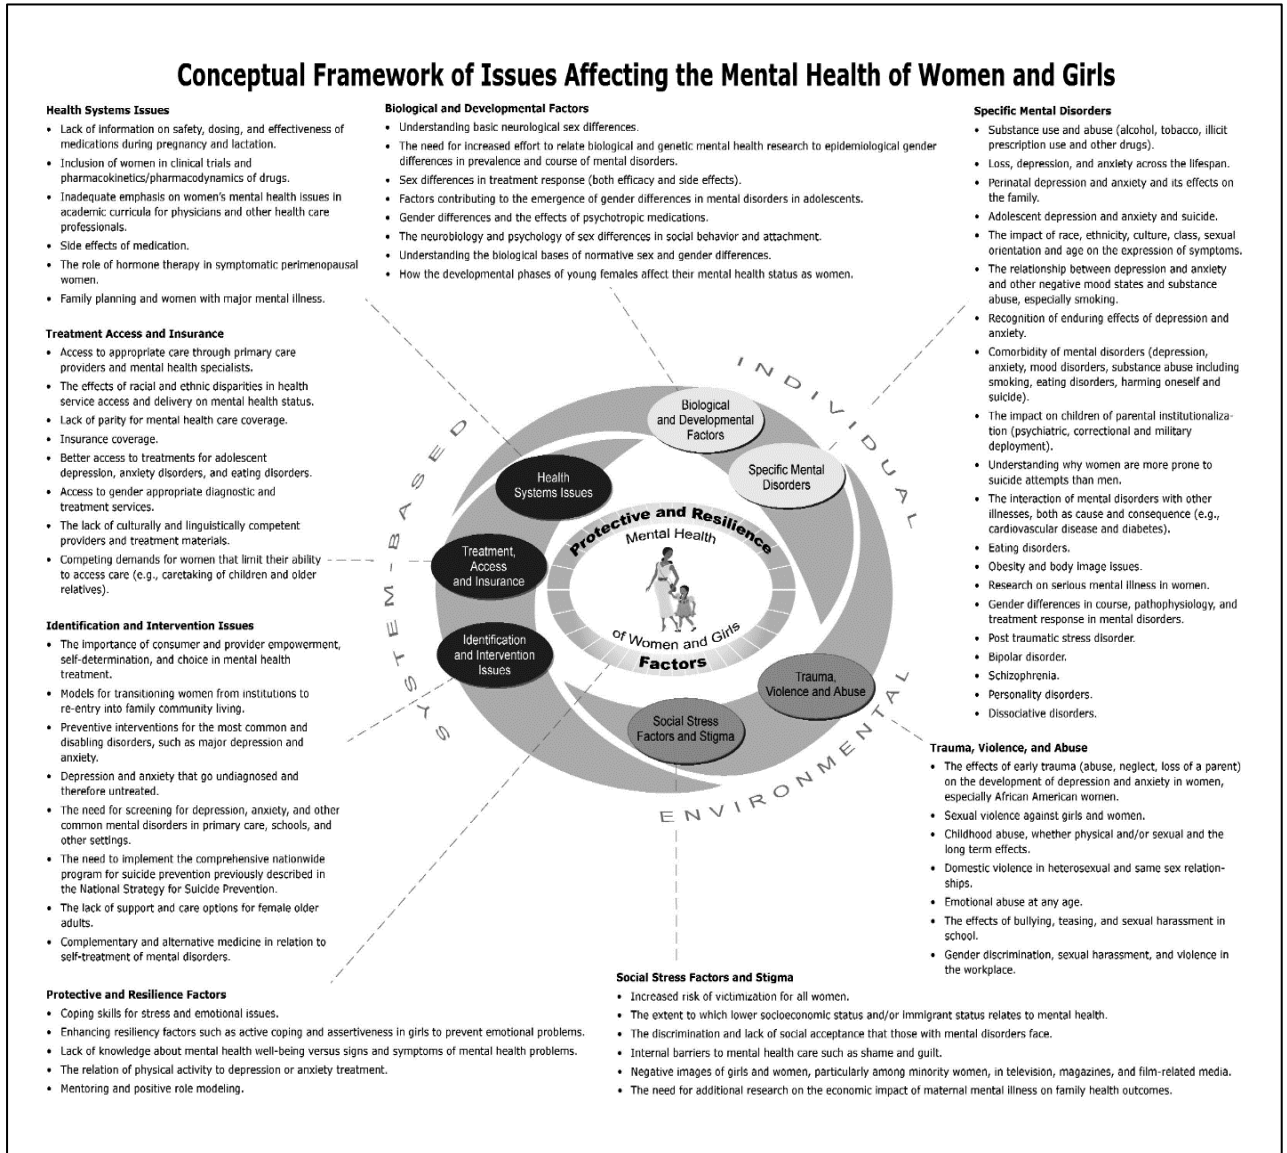 Conceptual Framework of Issues Affecting the Mental Health of Women and Girls
Health Systems Issues
• Lack of information on safety, dosing, and effectiveness of
medications during pregnancy and lactation.
• Inclusion of women in clinical trials and
pharmacokinetics/pharmacodynamics of drugs.
• Inadequate emphasis on women's mental health issues in
academic curricula for physicians and other health care
professionals.
• Side effects of medication.
• The role of hormone therapy in symptomatic perimenopausal
women.
• Family planning and women with major mental illness.
Treatment Access and Insurance
• Access to appropriate care through primary care
providers and mental health specialists.
• The effects of racial and ethnic disparities in health
service access and delivery on mental health status.
• Lack of parity for mental health care coverage.
• Insurance coverage.
• Better access to treatments for adolescent
depression, anxiety disorders, and eating disorders.
• Access to gender appropriate diagnostic and
treatment services.
• The lack of culturally and linguistically competent
providers and treatment materials.
• Competing demands for women that limit their ability
to access care (e.g., caretaking of children and older
relatives).
Identification and Intervention Issues
• The importance of consumer and provider empowerment,
self-determination, and choice in mental health
treatment.
• Models for transitioning women from institutions to
re-entry into family community living.
• Preventive interventions for the most common and
disabling disorders, such as major depression and
anxiety.
• Depression and anxiety that go undiagnosed and
therefore untreated.
• The need for screening for depression, anxiety, and other
common mental disorders in primary care, schools, and
other settings.
• The need to implement the comprehensive nationwide
program for suicide prevention previously described in
the National Strategy for Suicide Prevention.
• The lack of support and care options for female older
adults.
• Complementary and alternative medicine in relation to
self-treatment of mental disorders.
Protective and Resilience Factors
• Coping skills for stress and emotional issues.
• Enhancing resiliency factors such as active coping and assertiveness in girls to prevent emotional problems.
• Lack of knowledge about mental health well-being versus signs and symptoms of mental health problems.
• The relation of physical activity to depression or anxiety treatment.
• Mentoring and positive role modeling.
Biological and Developmental Factors
• Understanding basic neurological sex differences.
• The need for increased effort to relate biological and genetic mental health research to epidemiological gender
differences in prevalence and course of mental disorders.
• Sex differences in treatment response (both efficacy and side effects).
• Factors contributing to the emergence of gender differences in mental disorders in adolescents.
• Gender differences and the effects of psychotropic medications.
• The neurobiology and psychology of sex differences in social behavior and attachment.
• Understanding the biological bases of normative sex and gender differences.
• How the developmental phases of young females affect their mental health status as women.
INDIVIDUAL
SYSTEM-BASED
ENVIRONMENTAL
Biological
and Developmental
Factors
Specific Mental
Disorders
Health
Systems Issues
Treatment,
Access
and Insurance
Identification
and Intervention
Issues
Protective and Resilience
Mental Health
of Women and Girls
Factors
Trauma,
Violence and Abuse
Social Stress
Factors and Stigma
Specific Mental Disorders
• Substance use and abuse (alcohol, tobacco, illicit
prescription use and other drugs).
• Loss, depression, and anxiety across the lifespan.
• Perinatal depression and anxiety and its effects on
the family.
• Adolescent depression and anxiety and suicide.
• The impact of race, ethnicity, culture, class, sexual
orientation and age on the expression of symptoms.
• The relationship between depression and anxiety
and other negative mood states and substance
abuse, especially smoking.
• Recognition of enduring effects of depression and
anxiety.
• Comorbidity of mental disorders (depression,
anxiety, mood disorders, substance abuse including
smoking, eating disorders, harming oneself and
suicide).
• The impact on children of parental institutionaliza-
tion (psychiatric, correctional and military
deployment).
• Understanding why women are more prone to
suicide attempts than men.
• The interaction of mental disorders with other
illnesses, both as cause and consequence (e.g.,
cardiovascular disease and diabetes).
• Eating disorders.
• Obesity and body image issues.
• Research on serious mental illness in women.
• Gender differences in course, pathophysiology, and
treatment response in mental disorders.
• Post traumatic stress disorder.
• Bipolar disorder.
• Schizophrenia.
• Personality disorders.
• Dissociative disorders.
Trauma, Violence, and Abuse
• The effects of early trauma (abuse, neglect, loss of a parent)
on the development of depression and anxiety in women,
especially African American women.
• Sexual violence against girls and women.
• Childhood abuse, whether physical and/or sexual and the
long term effects.
• Domestic violence in heterosexual and same sex relation-
ships.
• Emotional abuse at any age.
• The effects of bullying, teasing, and sexual harassment in
school.
• Gender discrimination, sexual harassment, and violence in
the workplace.
Social Stress Factors and Stigma
• Increased risk of victimization for all women.
• The extent to which lower socioeconomic status and/or immigrant status relates to mental health.
• The discrimination and lack of social acceptance that those with mental disorders face.
• Internal barriers to mental health care such as shame and guilt.
• Negative images of girls and women, particularly among minority women, in television, magazines, and film-related media.
• The need for additional research on the economic impact of maternal mental illness on family health outcomes.